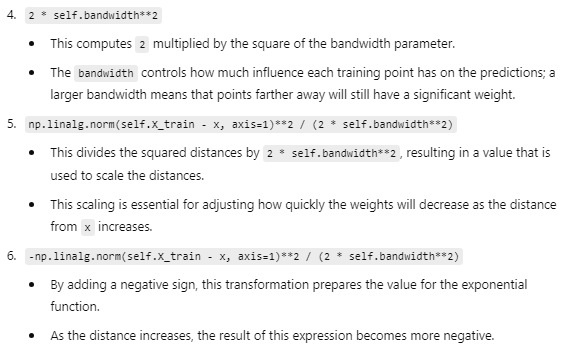 4. 2 * self.bandwidth**2
• This computes 2 multiplied by the square of the bandwidth parameter.
• The bandwidth controls how much influence each training point has on the predictions; a
larger bandwidth means that points farther away will still have a significant weight.
5. np.linalg.norm(self.X_train - x, axis=1)**2 / (2 * self.bandwidth**2)
• This divides the squared distances by 2 * self.bandwidth**2, resulting in a value that is
used to scale the distances.
• This scaling is essential for adjusting how quickly the weights will decrease as the distance
from x increases.
6. -np.linalg.norm(self.X_train - x, axis=1)**2 / (2 * self.bandwidth**2)
• By adding a negative sign, this transformation prepares the value for the exponential
function.
• As the distance increases, the result of this expression becomes more negative.